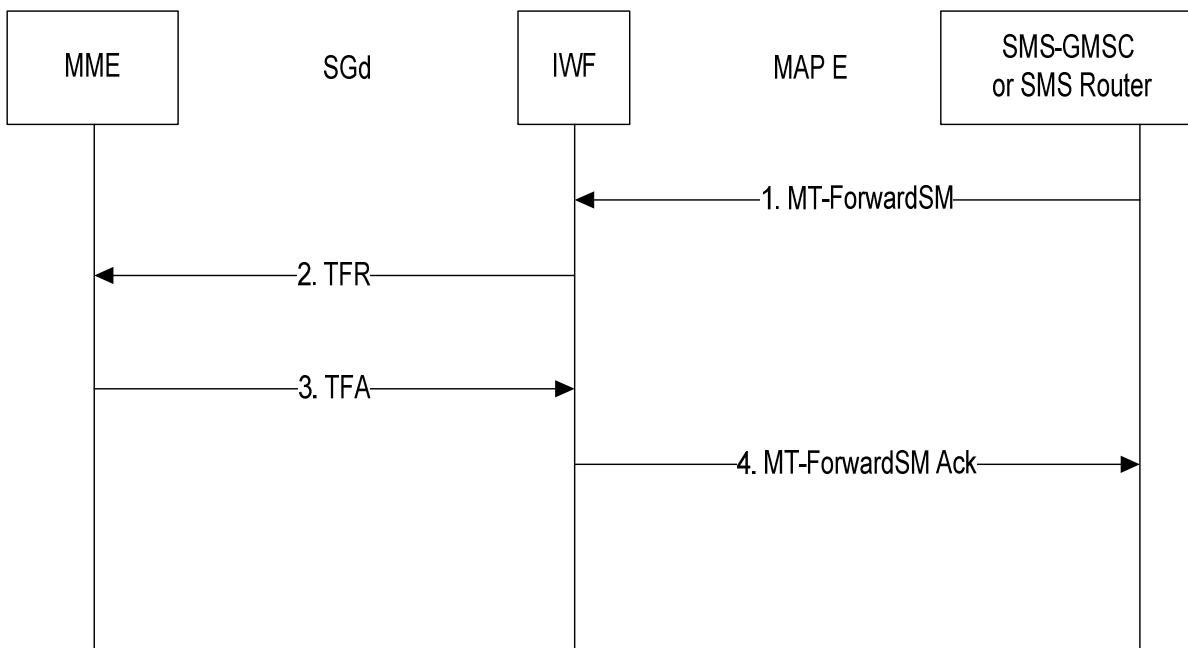 MME
SGd
IWF
MAP E
SMS-GMSC
or SMS Router
1. MT-ForwardSM
2. TFR
3. TFA
4. MT-ForwardSM Ack